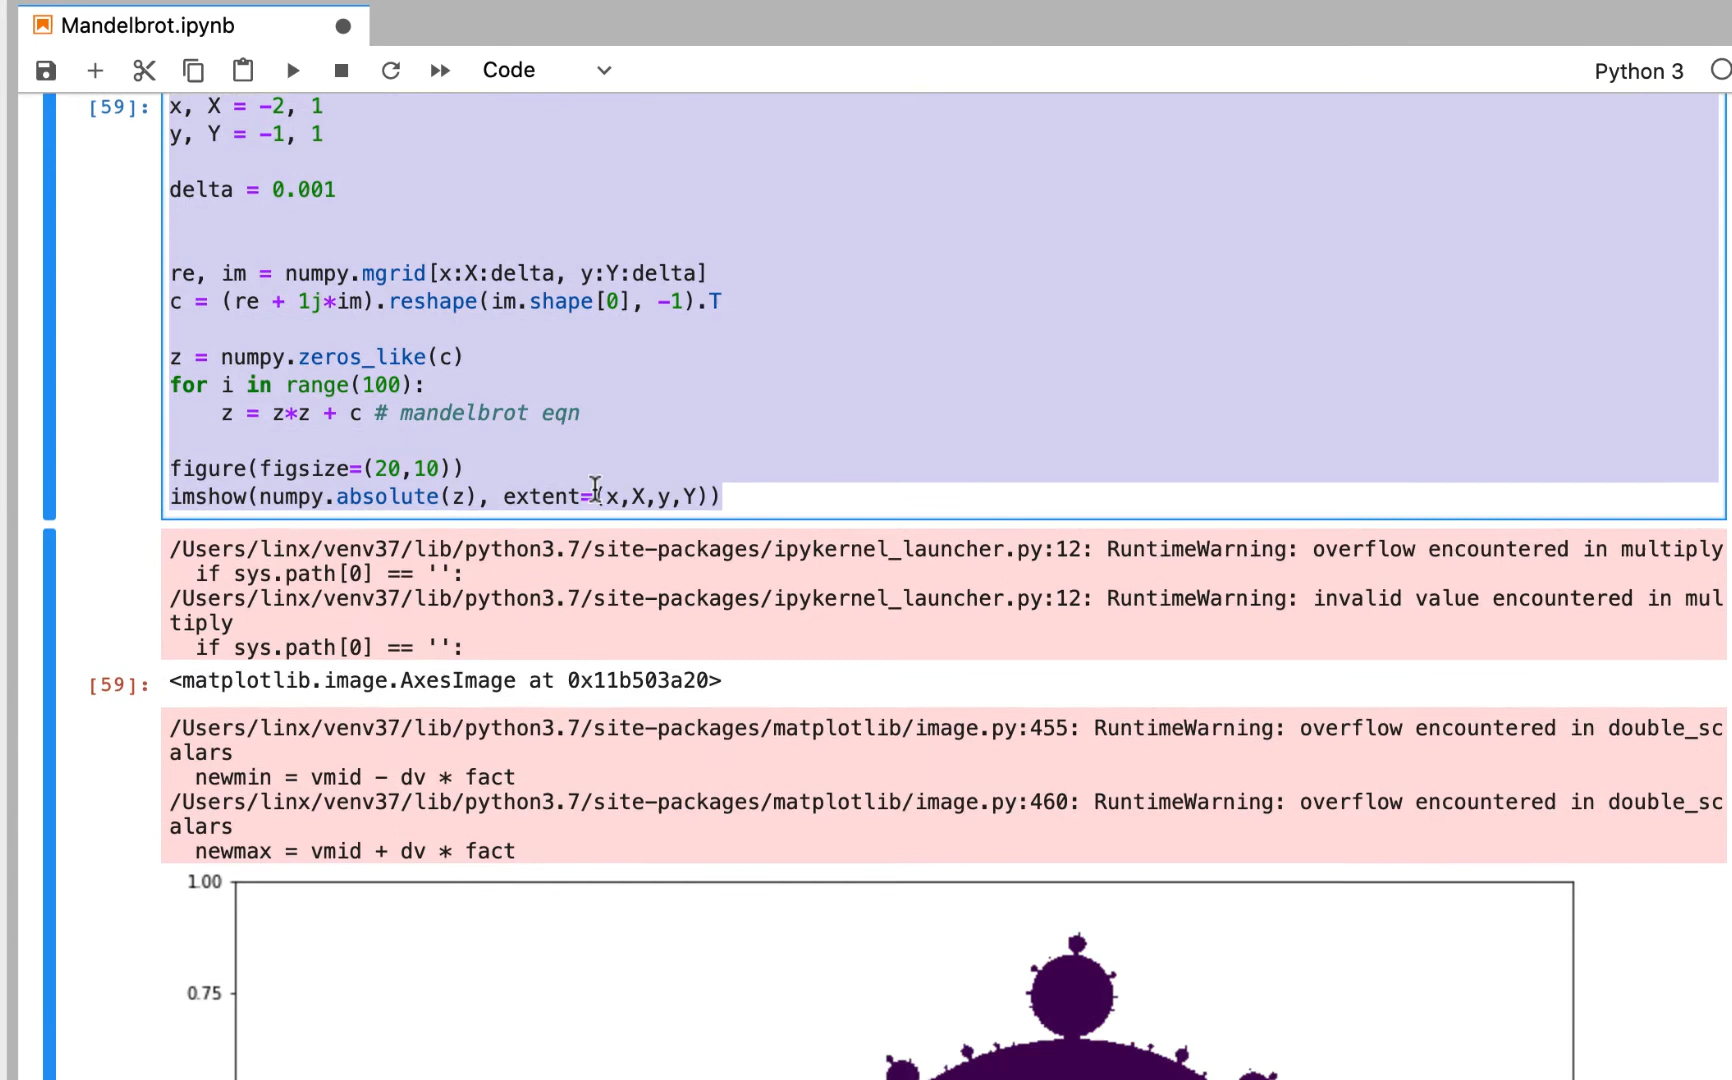 Mandelbrot.ipynb
Code
Python 3
[59]: x, X = -2, 1
y, Y = -1, 1
delta = 0.001
re, im = numpy.mgrid[x:X:delta, y:Y:delta]
c = (re + 1j*im).reshape(im.shape[0], -1).T
z = numpy.zeros_like(c)
for i in range(100):
    z = z*z + c # mandelbrot eqn
figure(figsize=(20,10))
imshow(numpy.absolute(z), extent=(x,X,y,Y))
/Users/linx/venv37/lib/python3.7/site-packages/ipykernel_launcher.py:12: RuntimeWarning: overflow encountered in multiply
  if sys.path[0] == '':
/Users/linx/venv37/lib/python3.7/site-packages/ipykernel_launcher.py:12: RuntimeWarning: invalid value encountered in mul
tiply
  if sys.path[0] == '':
[59]: <matplotlib.image.AxesImage at 0x11b503a20>
/Users/linx/venv37/lib/python3.7/site-packages/matplotlib/image.py:455: RuntimeWarning: overflow encountered in double_sc
alars
  newmin = vmid - dv * fact
/Users/linx/venv37/lib/python3.7/site-packages/matplotlib/image.py:460: RuntimeWarning: overflow encountered in double_sc
alars
  newmax = vmid + dv * fact
1.00
0.75